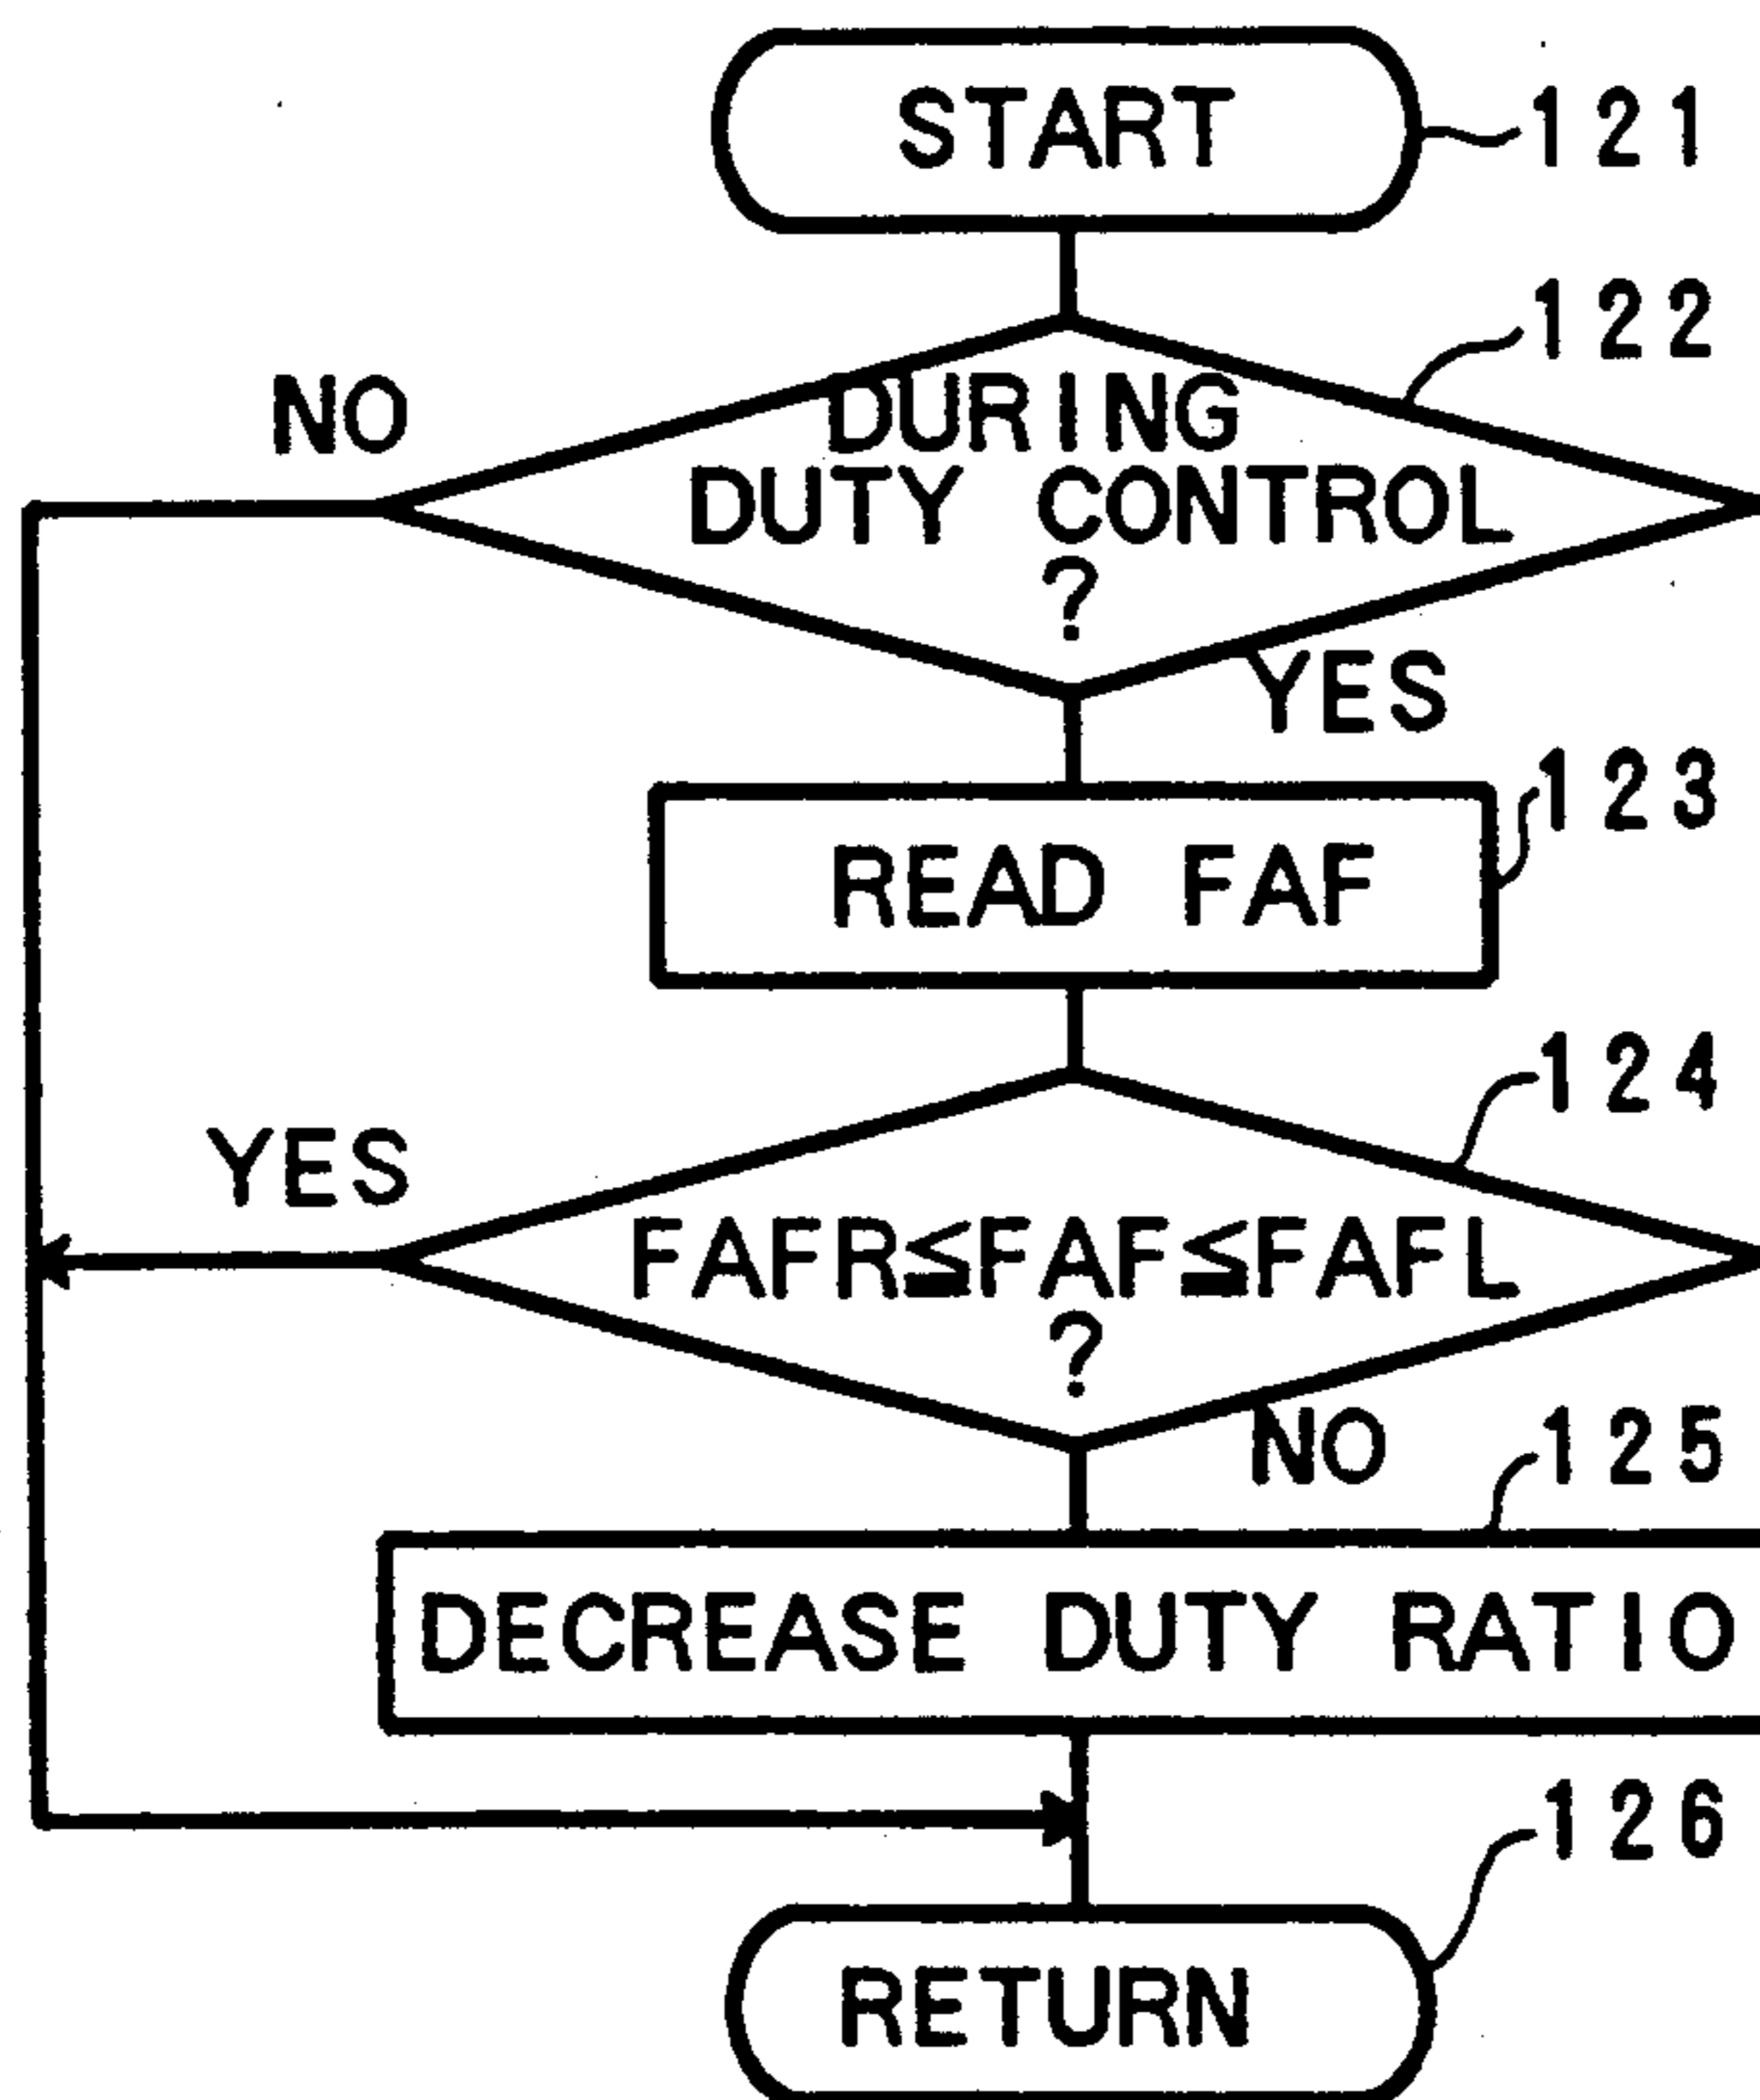 START
121
122
NO
DURING
DUTY CONTROL
?
YES
123
READ FAF
124
YES
FAFR≦FAF≦FAFL
?
NO
125
DECREASE DUTY RATIO
126
RETURN